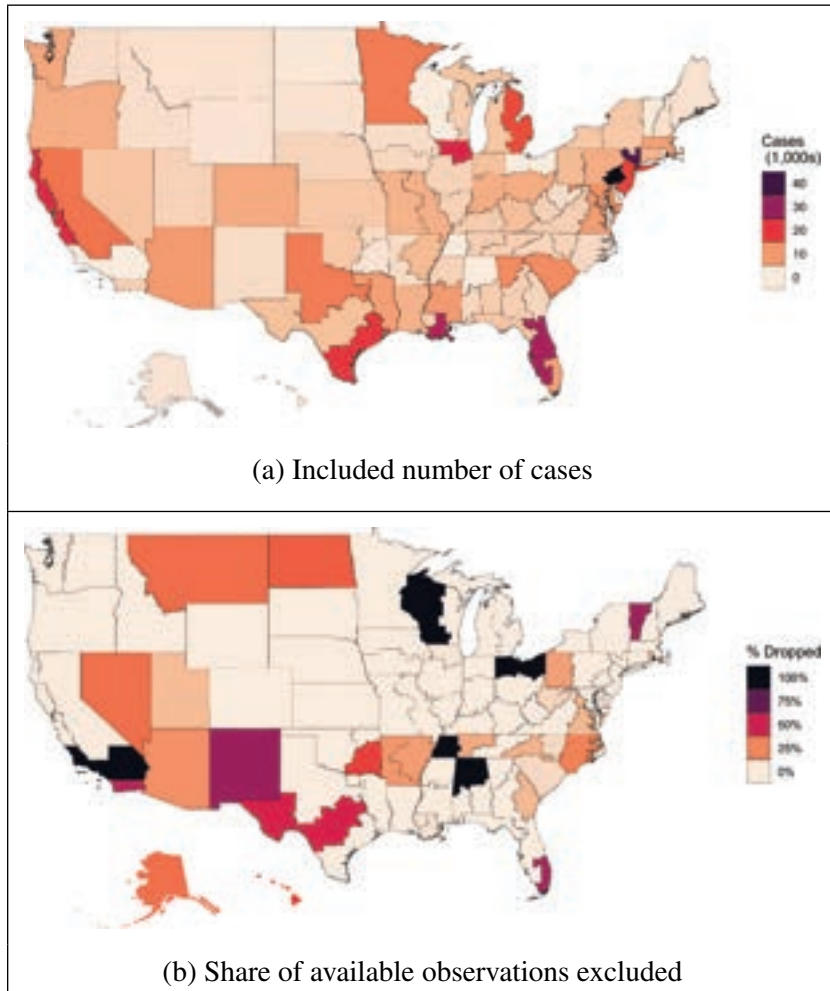 Cases
(1,000s)
40
30
20
10
0
(a) Included number of cases
% Dropped
100%
75%
50%
25%
0%
(b) Share of available observations excluded